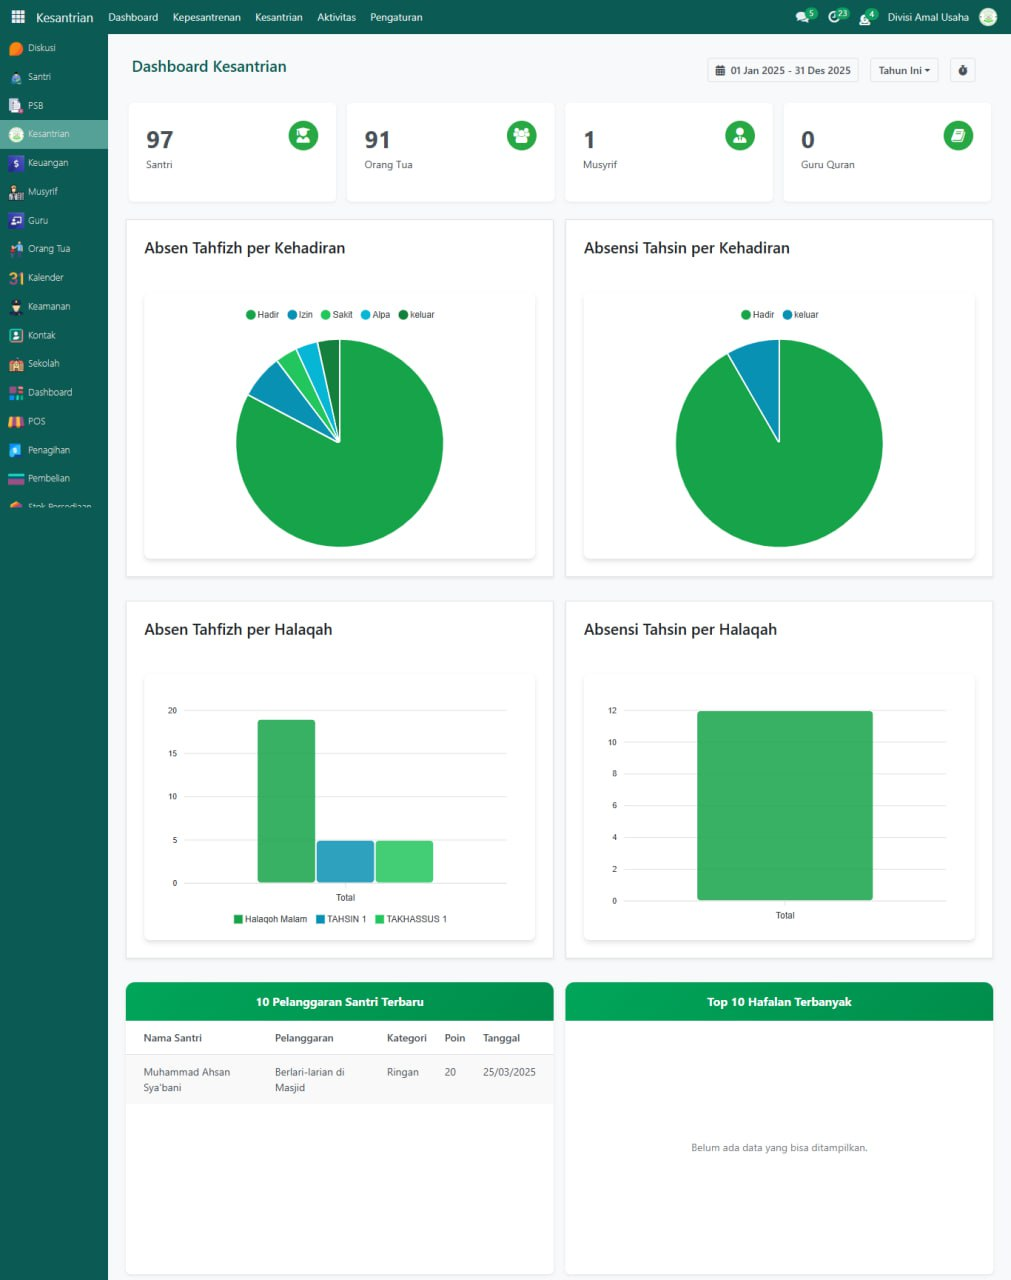 Kesantrian Dashboard Kepesantrenan Kesantrian Aktivitas Pengaturan 5 23 4 Divisi Amal Usaha
Diskusi
Santri
PSB
Kesantrian
Keuangan
Musyrif
Guru
Orang Tua
31 Kalender
Keamanan
Kontak
Sekolah
Dashboard
POS
Penagihan
Pembelian
Stok Persediaan
Dashboard Kesantrian
01 Jan 2025 - 31 Des 2025 Tahun Ini
97
Santri
91
Orang Tua
1
Musyrif
0
Guru Quran
Absen Tahfizh per Kehadiran
Hadir Izin Sakit Alpa keluar
Absensi Tahsin per Kehadiran
Hadir keluar
Absen Tahfizh per Halaqah
20
15
10
5
0
Total
Halaqoh Malam TAHSIN 1 TAKHASSUS 1
Absensi Tahsin per Halaqah
12
10
8
6
4
2
0
Total
10 Pelanggaran Santri Terbaru
Nama Santri Pelanggaran Kategori Poin Tanggal
Muhammad Ahsan Berlari-larian di Ringan 20 25/03/2025
Sya'bani Masjid
Top 10 Hafalan Terbanyak
Belum ada data yang bisa ditampilkan.